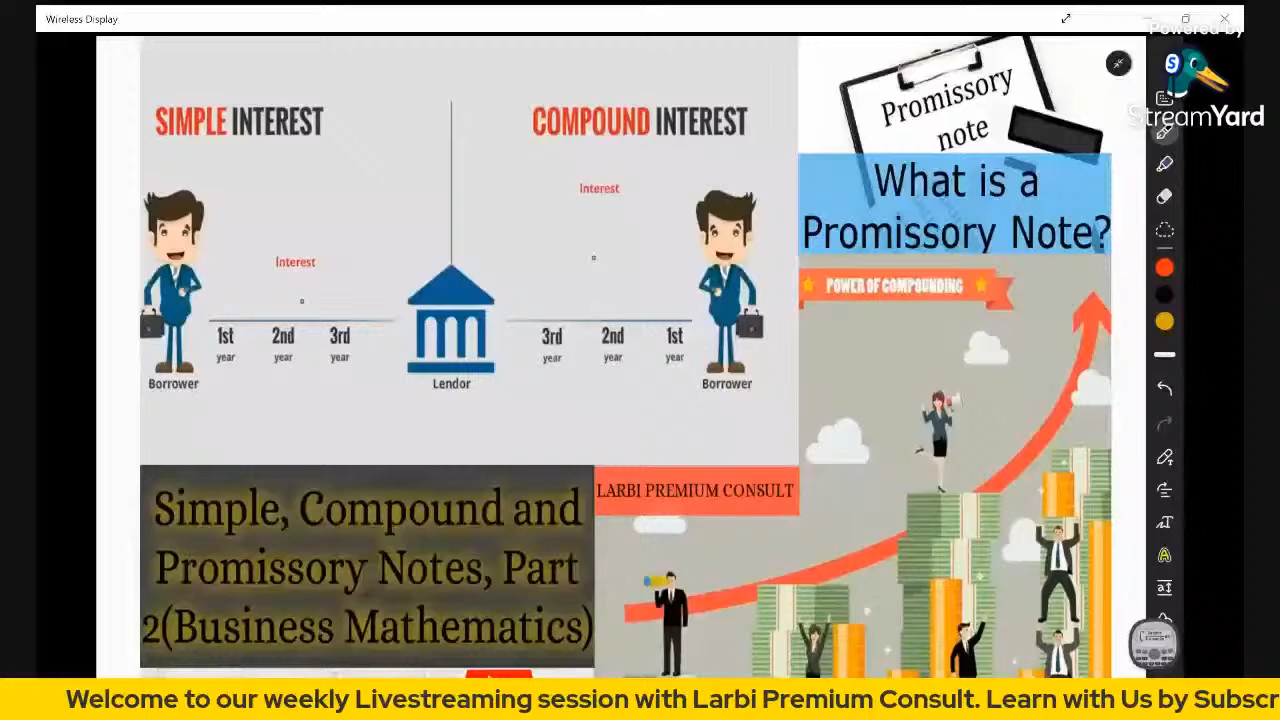 Wireless Display
Powered by
StreamYard
SIMPLE INTEREST
COMPOUND INTEREST
Interest
Interest
1st
2nd
3rd
year
year
year
3rd
2nd
1st
year
year
year
Borrower
Lendor
Borrower
Promissory
note
What is a
Promissory Note?
POWER OF COMPOUNDING
LARBI PREMIUM CONSULT
Simple, Compound and
Promissory Notes, Part
2(Business Mathematics)
Welcome to our weekly Livestreaming session with Larbi Premium Consult. Learn with Us by Subscr